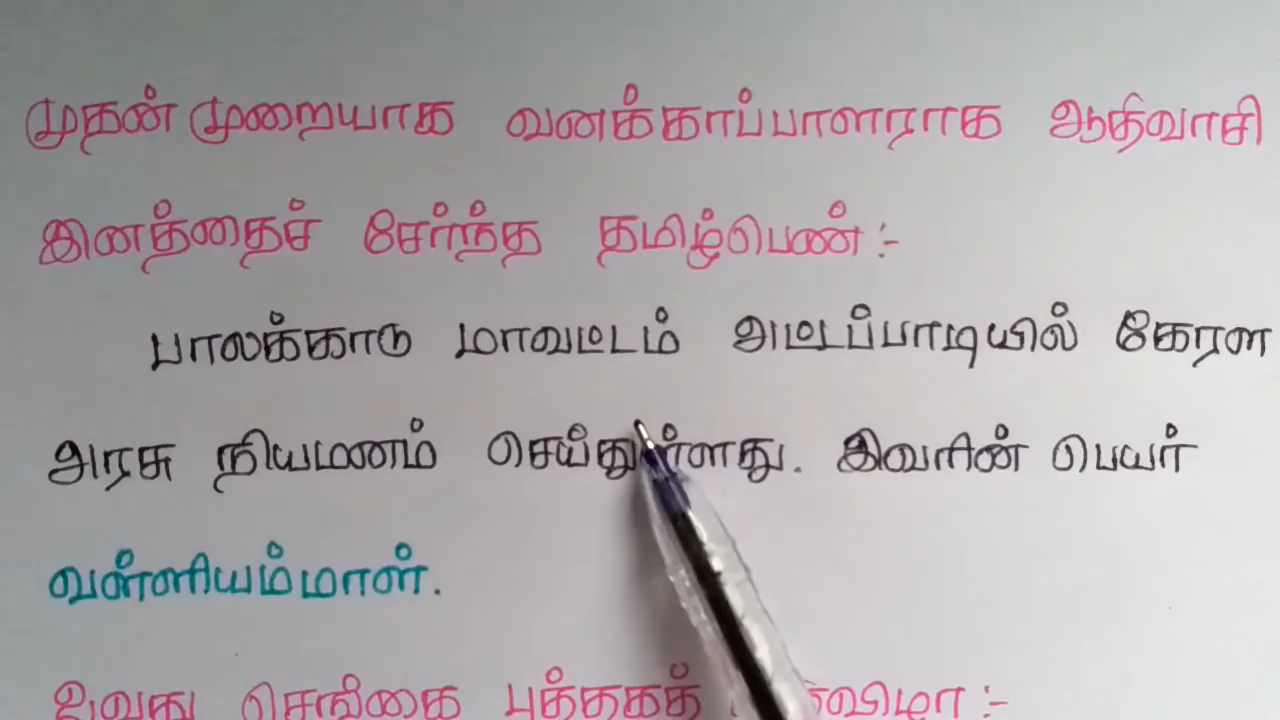 முதன் முறையாக வனக்காப்பாளராக ஆதிவாசி
இனத்தைச் சேர்ந்த தமிழ்பெண் :-
பாலக்காடு மாவட்டம் அட்டப்பாடியில் கேரள
அரசு நியமணம் செய்துள்ளது. இவரின் பெயர்
வள்ளியம்மாள்.
செங்கை புத்தகத் :-